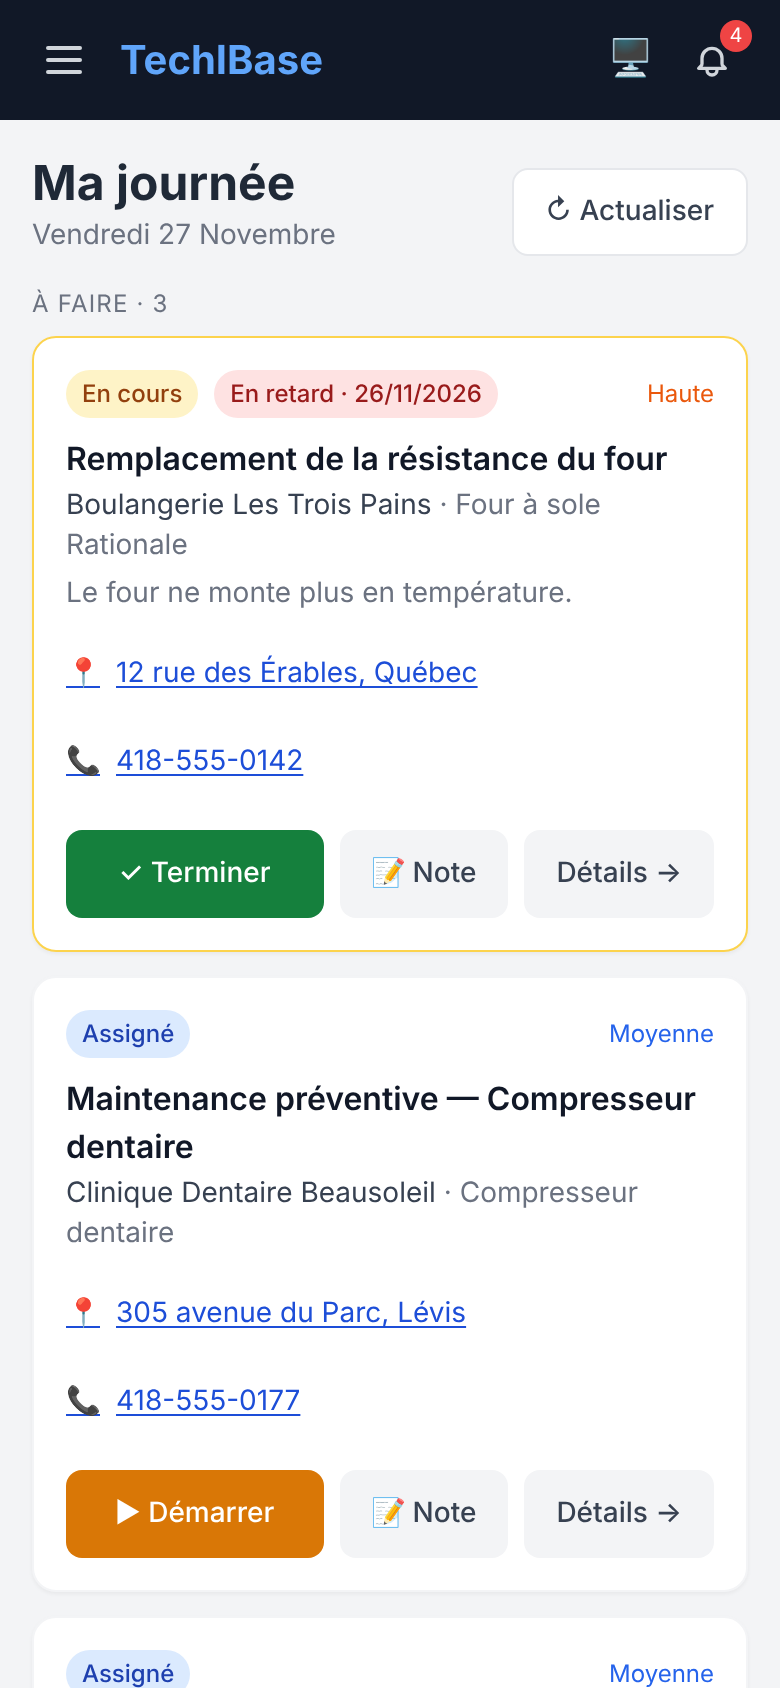 TechIBase
4
Ma journée
Vendredi 27 Novembre
↻ Actualiser
À FAIRE · 3
En cours
En retard · 26/11/2026
Haute
Remplacement de la résistance du four
Boulangerie Les Trois Pains · Four à sole
Rationale
Le four ne monte plus en température.
📍 12 rue des Érables, Québec
📞 418-555-0142
✓ Terminer
📝 Note
Détails →
Assigné
Moyenne
Maintenance préventive — Compresseur
dentaire
Clinique Dentaire Beausoleil · Compresseur
dentaire
📍 305 avenue du Parc, Lévis
📞 418-555-0177
▶ Démarrer
📝 Note
Détails →
Assigné
Moyenne